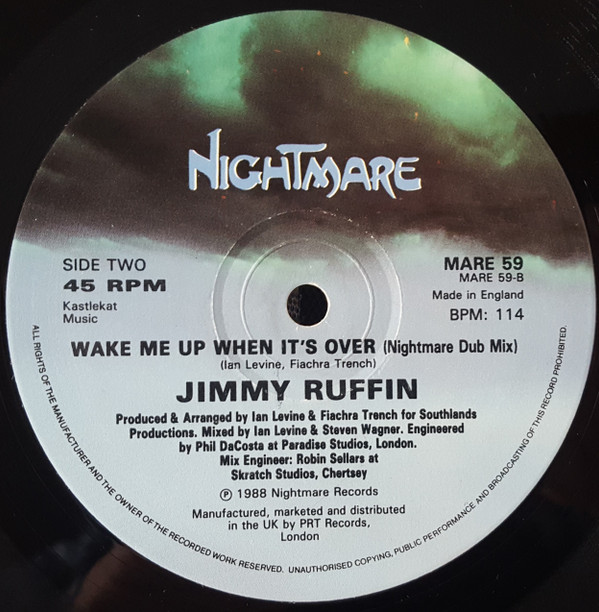 NIGHTMARE
SIDE TWO
45 RPM
Kastlekat
Music
MARE 59
MARE 59-B
Made in England
BPM: 114
WAKE ME UP WHEN IT'S OVER (Nightmare Dub Mix)
(Ian Levine, Fiachra Trench)
JIMMY RUFFIN
Produced & Arranged by Ian Levine & Fiachra Trench for Southlands
Productions. Mixed by Ian Levine & Steven Wagner. Engineered
by Phil DaCosta at Paradise Studios, London.
Mix Engineer: Robin Sellars at
Skratch Studios, Chertsey
Ⓟ 1988 Nightmare Records
Manufactured, marketed and distributed
in the UK by PRT Records,
London
ALL RIGHTS OF THE MANUFACTURER AND THE OWNER OF THE RECORDED WORK RESERVED. UNAUTHORISED COPYING, PUBLIC PERFORMANCE AND BROADCASTING OF THIS RECORD PROHIBITED.